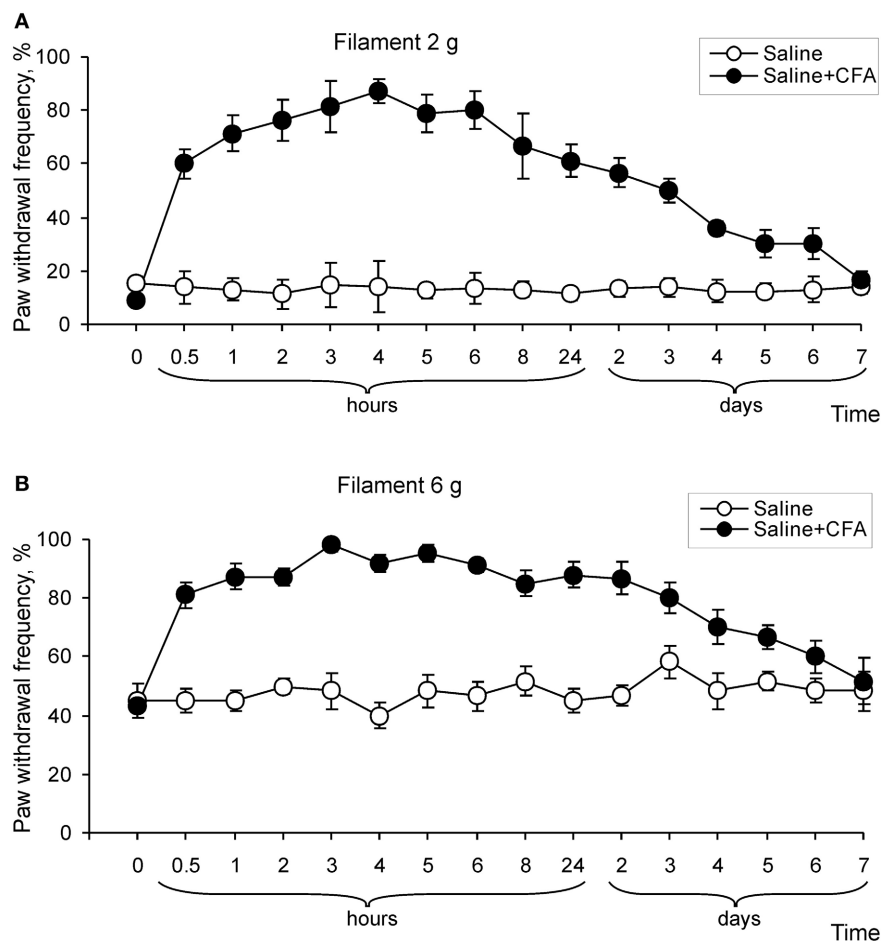 A
Filament 2 g
Saline
Saline+CFA
Paw withdrawal frequency, %
100
80
60
40
20
0
0 0.5 1 2 3 4 5 6 8 24 2 3 4 5 6 7
hours days
Time
B
Filament 6 g
Saline
Saline+CFA
Paw withdrawal frequency, %
100
80
60
40
20
0
0 0.5 1 2 3 4 5 6 8 24 2 3 4 5 6 7
hours days
Time